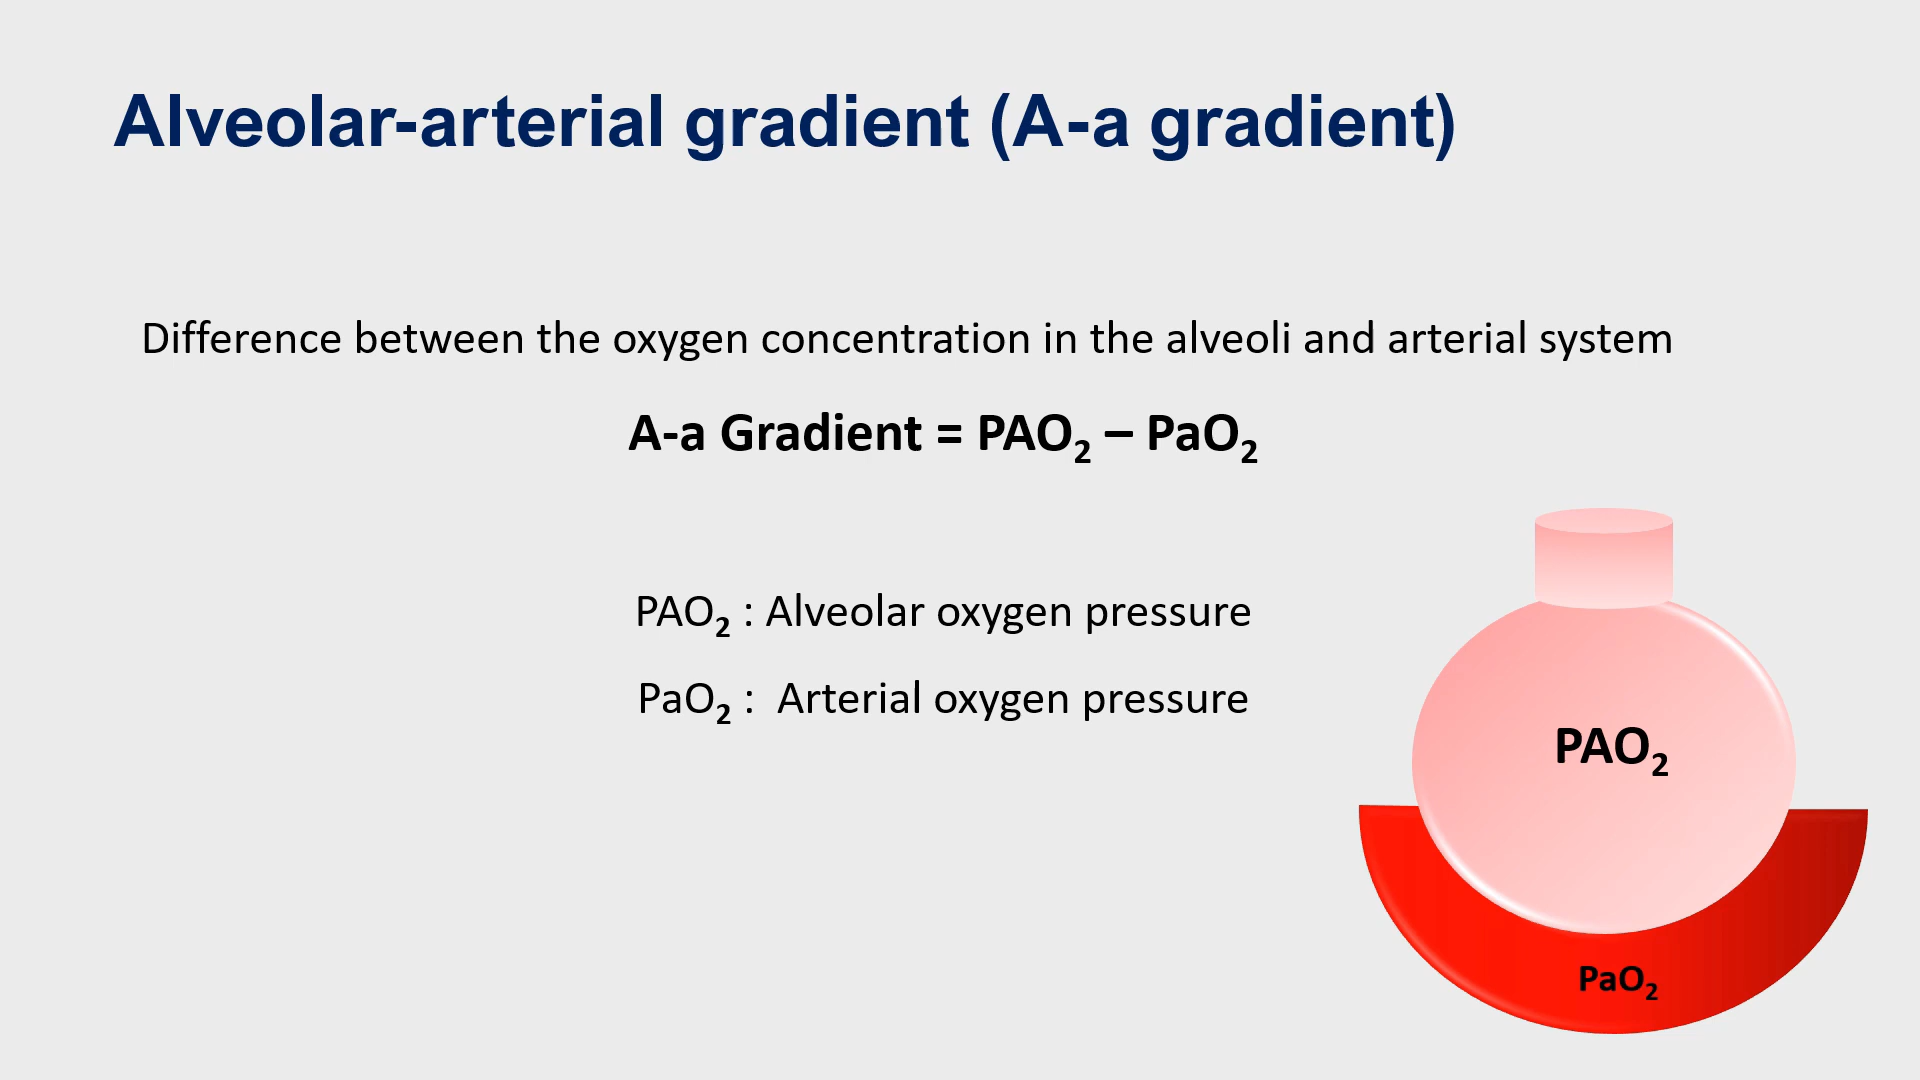 Alveolar-arterial gradient (A-a gradient)
Difference between the oxygen concentration in the alveoli and arterial system
A-a Gradient = PAO₂ – PaO₂
PAO₂ : Alveolar oxygen pressure
PaO₂ : Arterial oxygen pressure
PAO₂
PaO₂